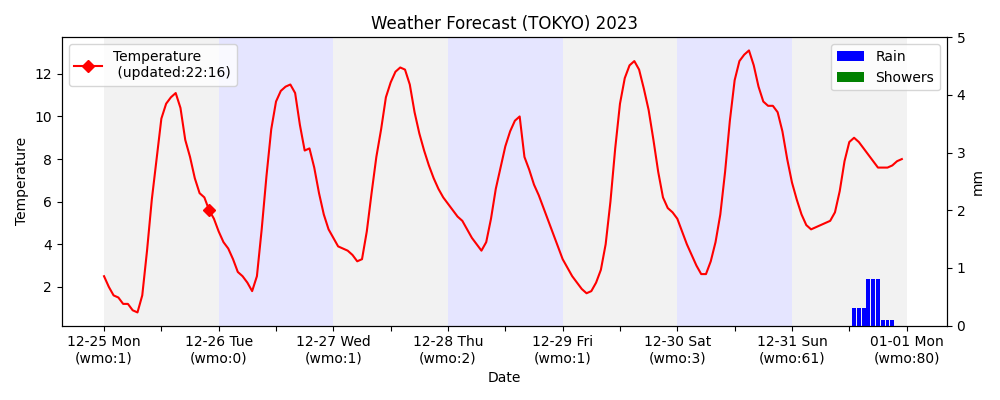 Weather Forecast (TOKYO) 2023
Temperature
(updated:22:16)
Rain
Showers
12
10
8
6
4
2
Temperature
5
4
3
2
1
0
mm
12-25 Mon
(wmo:1)
12-26 Tue
(wmo:0)
12-27 Wed
(wmo:1)
12-28 Thu
(wmo:2)
12-29 Fri
(wmo:1)
12-30 Sat
(wmo:3)
12-31 Sun
(wmo:61)
01-01 Mon
(wmo:80)
Date